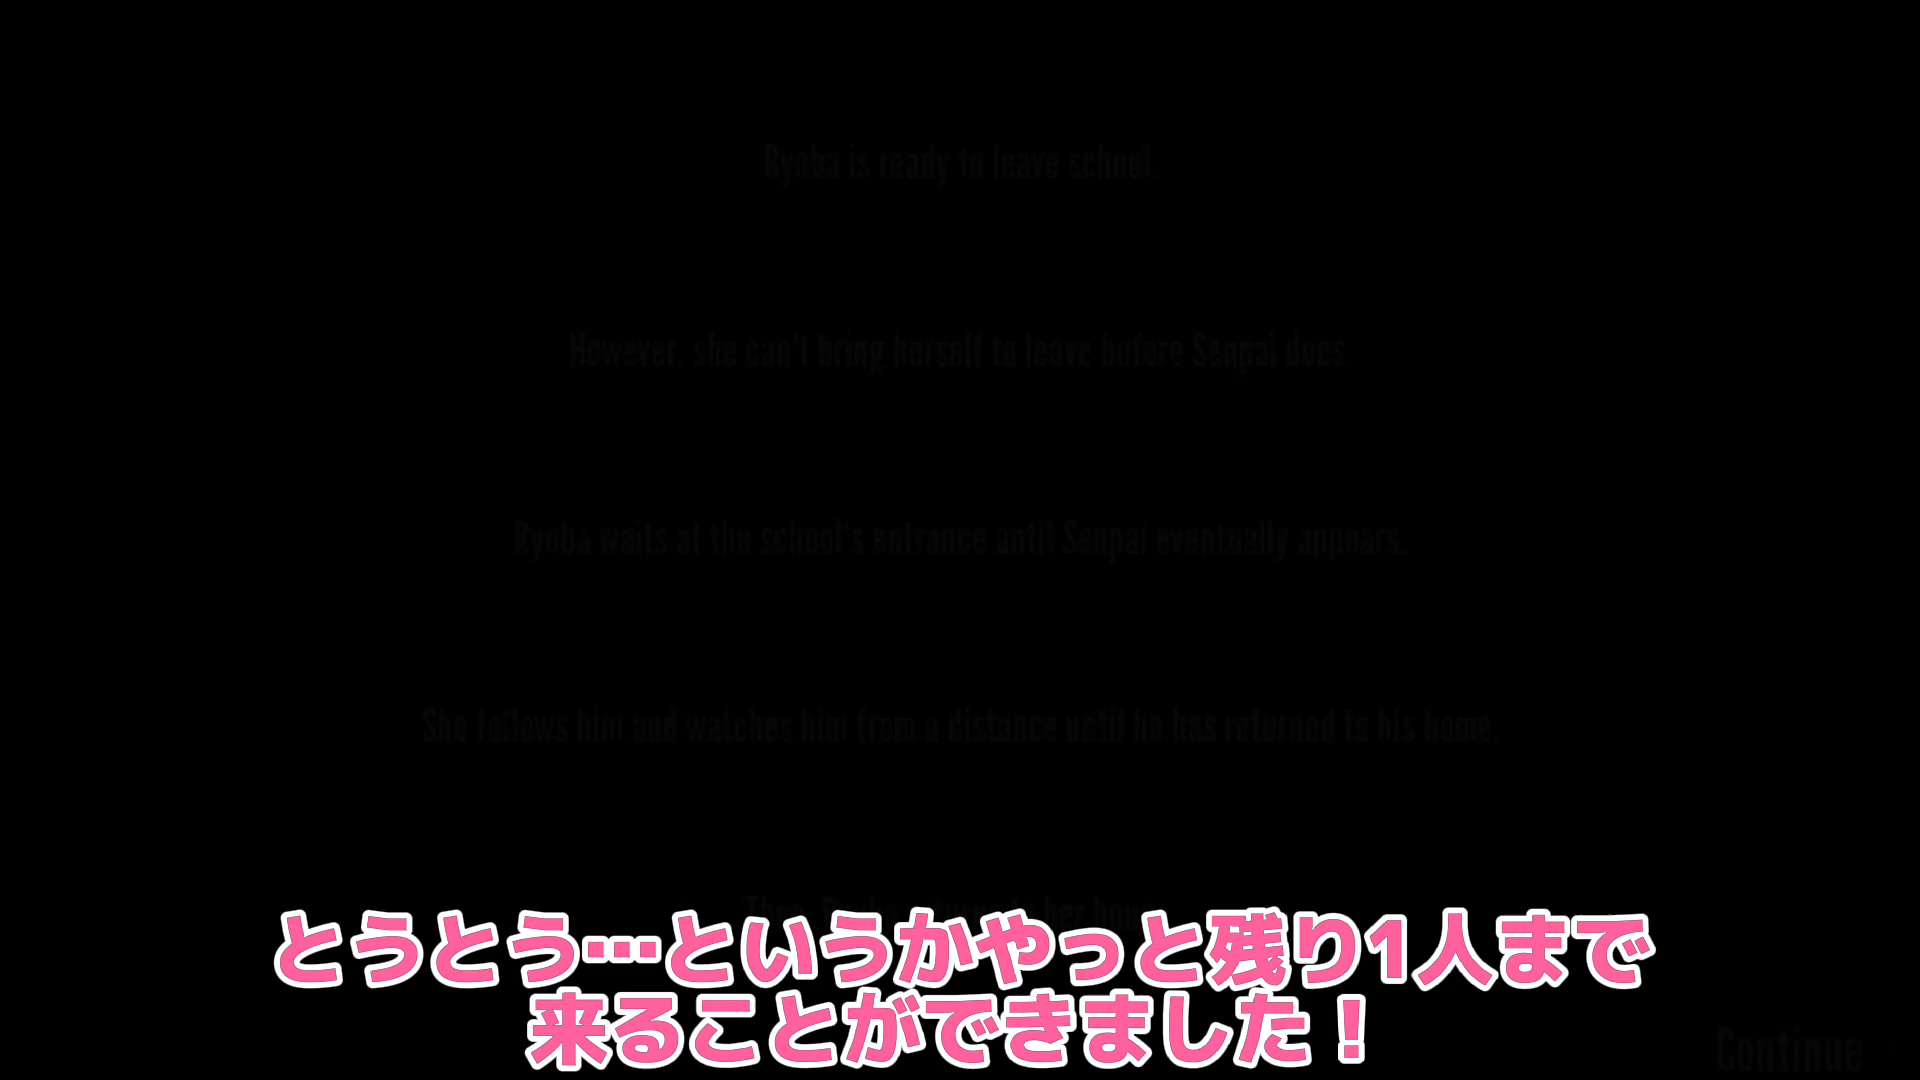 Ryoba is ready to leave school.
However, she can't bring herself to leave before Senpai does.
Ryoba waits at the school's entrance until Senpai eventually appears.
She follows him and watches him from a distance until he has returned to his home.
her
とうとう…というかやっと残り1人まで
来ることができました！
Continue